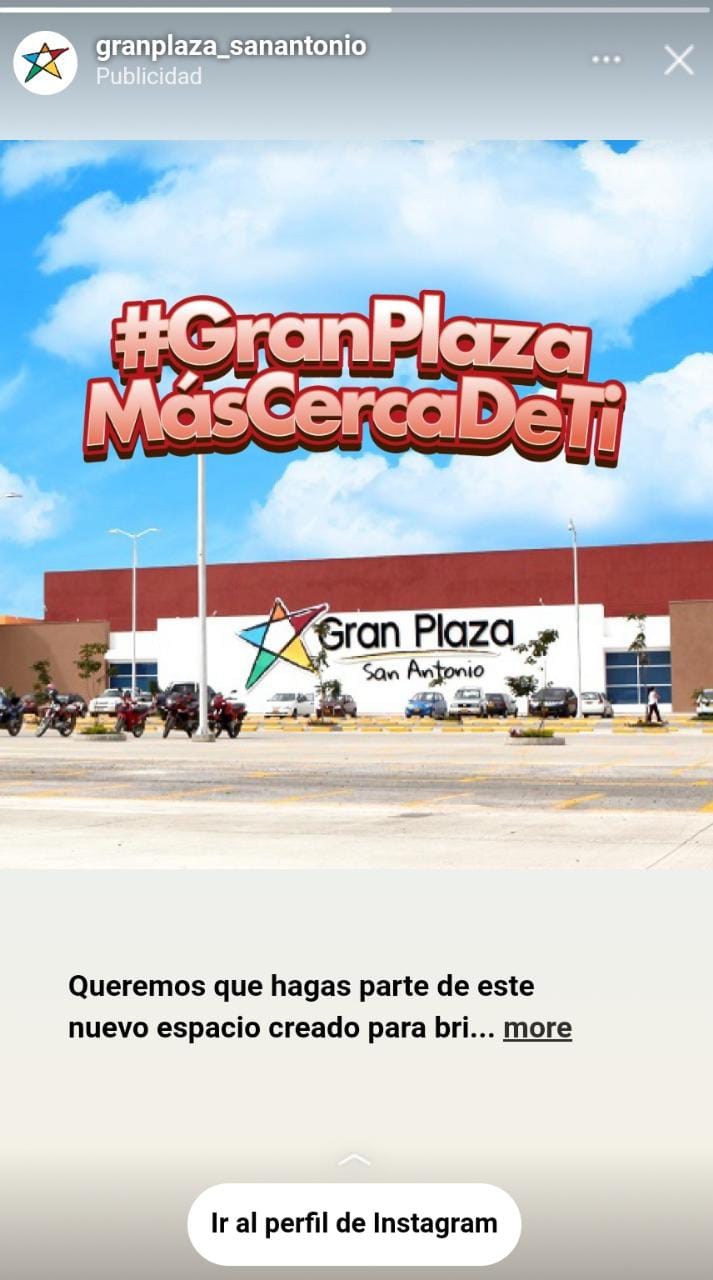 granplaza_sanantonio
Publicidad
#GranPlaza
MásCercaDeTi
Gran Plaza
San Antonio
Queremos que hagas parte de este
nuevo espacio creado para bri... more
Ir al perfil de Instagram